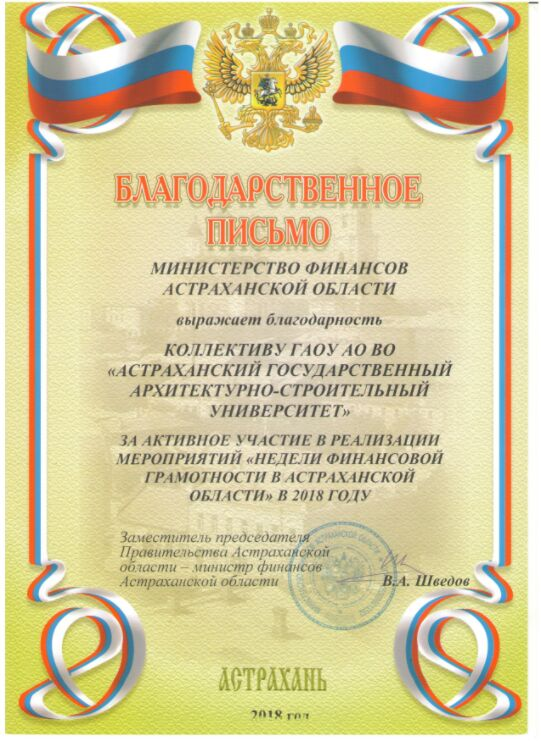 БЛАГОДАРСТВЕННОЕ
ПИСЬМО
МИНИСТЕРСТВО ФИНАНСОВ
АСТРАХАНСКОЙ ОБЛАСТИ
выражает благодарность
КОЛЛЕКТИВУ ГАОУ АО ВО
«АСТРАХАНСКИЙ ГОСУДАРСТВЕННЫЙ
АРХИТЕКТУРНО-СТРОИТЕЛЬНЫЙ
УНИВЕРСИТЕТ»
ЗА АКТИВНОЕ УЧАСТИЕ В РЕАЛИЗАЦИИ
МЕРОПРИЯТИЙ «НЕДЕЛИ ФИНАНСОВОЙ
ГРАМОТНОСТИ В АСТРАХАНСКОЙ
ОБЛАСТИ» В 2018 ГОДУ
Заместитель председателя
Правительства Астраханской
области – министр финансов
Астраханской области
В.А. Шведов
АСТРАХАНЬ
2018 год